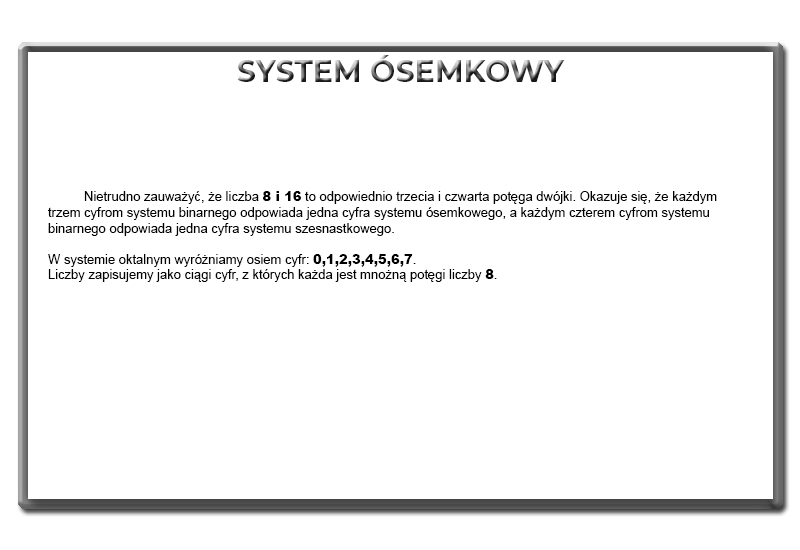 SYSTEM ÓSEMKOWY
Nietrudno zauważyć, że liczba 8 i 16 to odpowiednio trzecia i czwarta potęga dwójki. Okazuje się, że każdym
trzem cyfrom systemu binarnego odpowiada jedna cyfra systemu ósemkowego, a każdym czterem cyfrom systemu
binarnego odpowiada jedna cyfra systemu szesnastkowego.
W systemie oktalnym wyróżniamy osiem cyfr: 0,1,2,3,4,5,6,7.
Liczby zapisujemy jako ciągi cyfr, z których każda jest mnożną potęgi liczby 8.